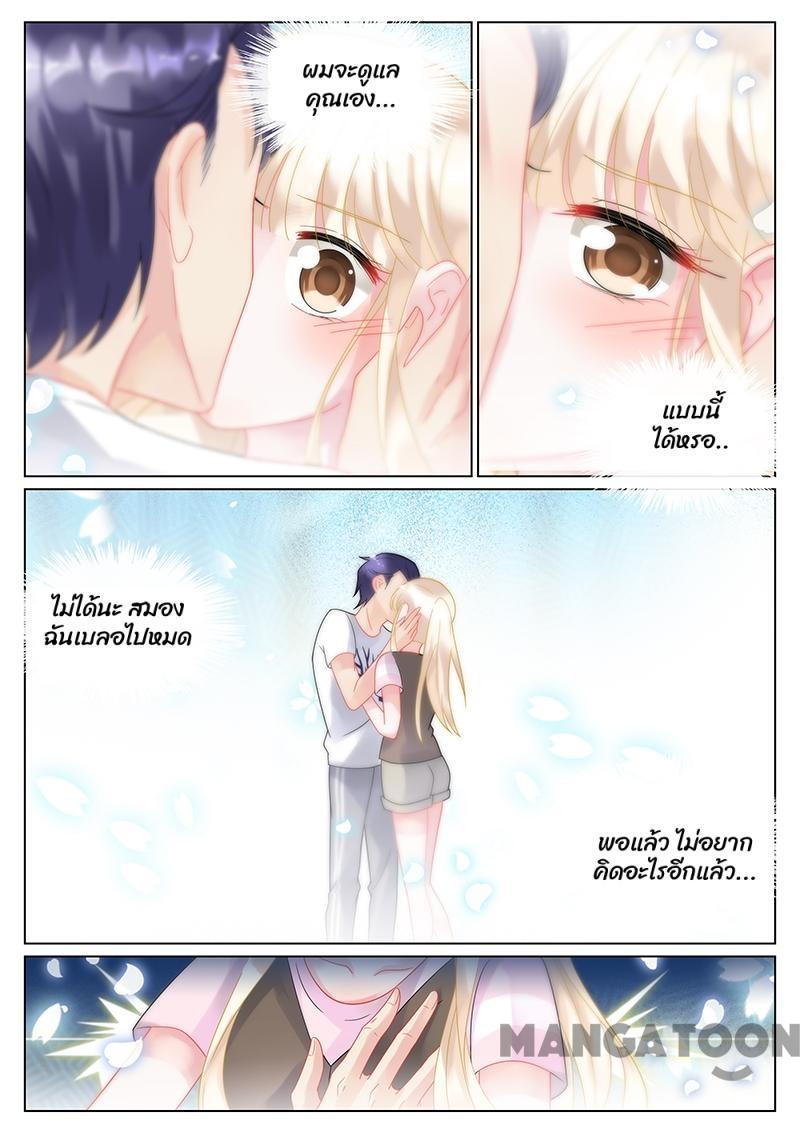 ผมจะดูแล
คุณเอง...
แบบนี้
ได้หรอ..
ไม่ได้นะ สมอง
ฉันเบลอไปหมด
พอแล้ว ไม่อยาก
คิดอะไรอีกแล้ว...
MANGATOON